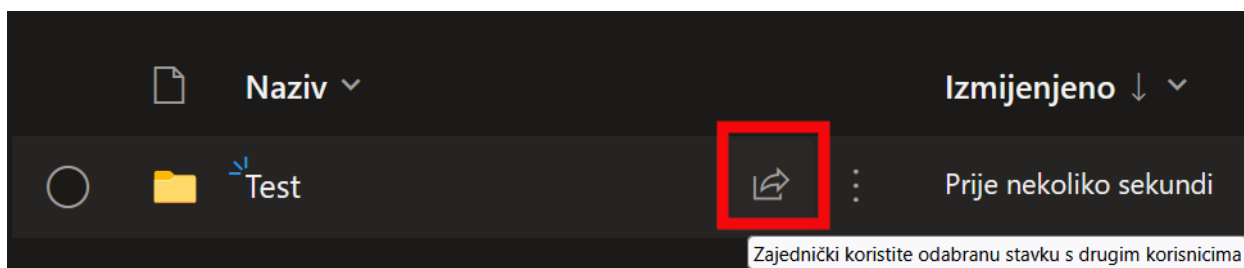 Naziv Izmijenjeno
Test Prije nekoliko sekundi
Zajednički koristite odabranu stavku s drugim korisnicima